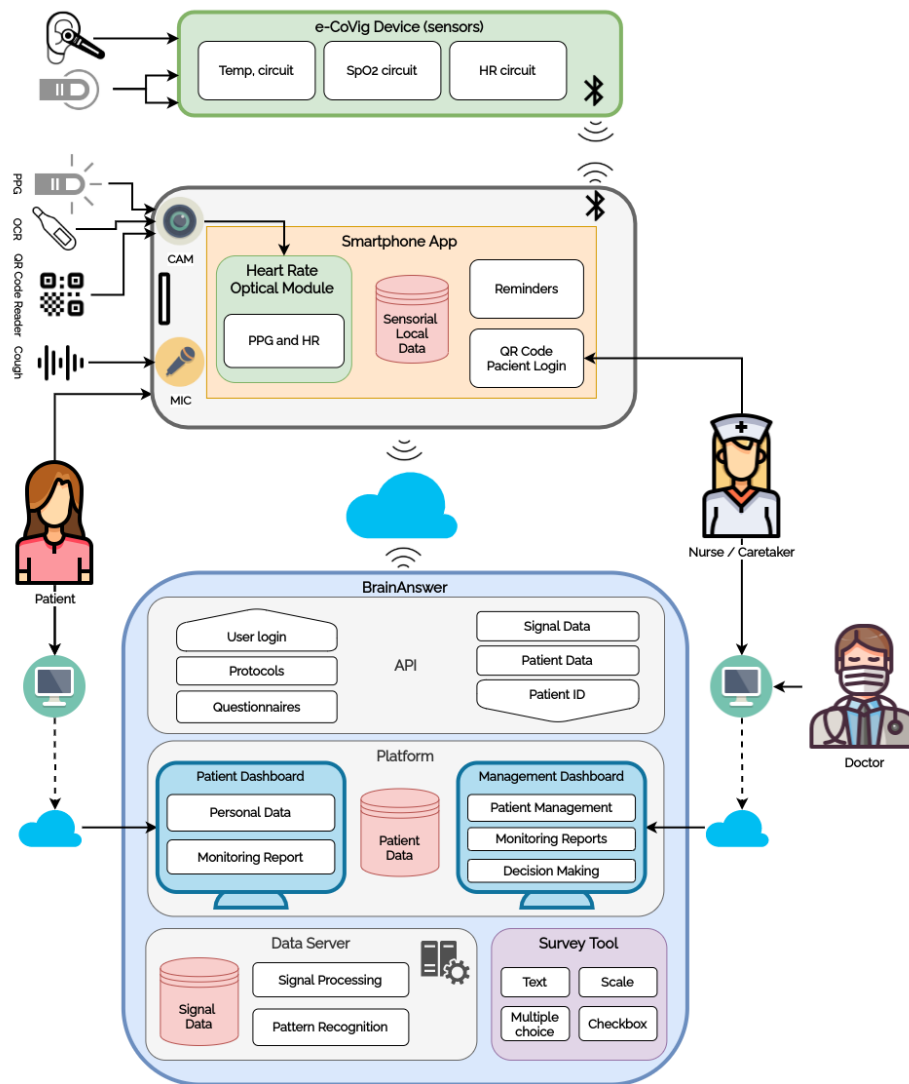 e-CoVig Device (sensors)
Temp, circuit
SpO2 circuit
HR circuit
PPG
OCR
QR Code Reader
Cough
CAM
MIC
Smartphone App
Heart Rate
Optical Module
PPG and HR
Sensorial
Local
Data
Reminders
QR Code
Pacient Login
Patient
Nurse / Caretaker
Doctor
BrainAnswer
User login
Protocols
Questionnaires
API
Signal Data
Patient Data
Patient ID
Platform
Patient Dashboard
Personal Data
Monitoring Report
Patient
Data
Management Dashboard
Patient Management
Monitoring Reports
Decision Making
Data Server
Signal
Data
Signal Processing
Pattern Recognition
Survey Tool
Text
Scale
Multiple
choice
Checkbox